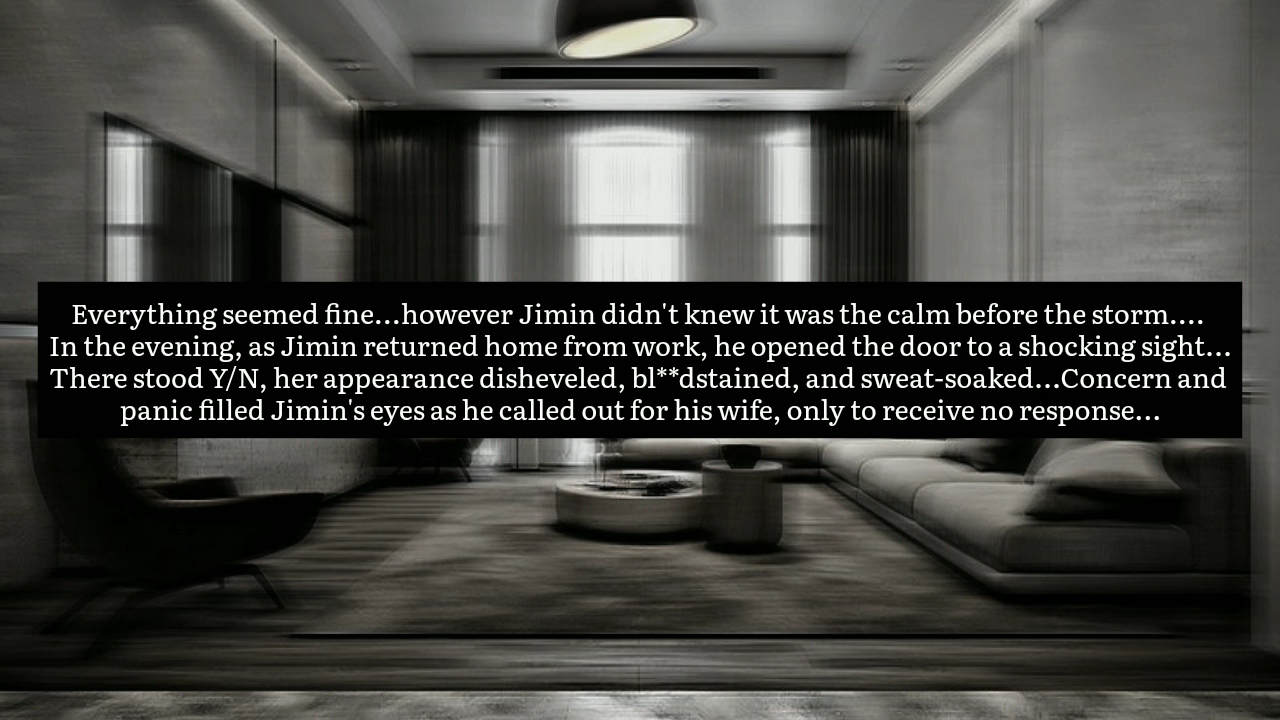 Everything seemed fine...however Jimin didn't knew it was the calm before the storm....
In the evening, as Jimin returned home from work, he opened the door to a shocking sight...
There stood Y/N, her appearance disheveled, bl**dstained, and sweat-soaked...Concern and
panic filled Jimin's eyes as he called out for his wife, only to receive no response...